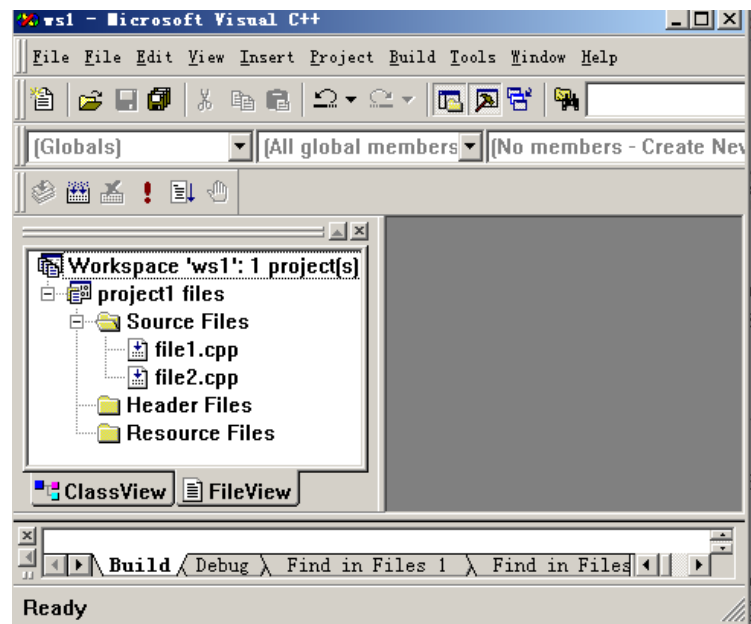 ws1 - Microsoft Visual C++
File File Edit View Insert Project Build Tools Window Help
(Globals) (All global members (No members - Create New
Workspace 'ws1': 1 project(s)
project1 files
Source Files
file1.cpp
file2.cpp
Header Files
Resource Files
ClassView FileView
Build Debug Find in Files 1 Find in Files
Ready